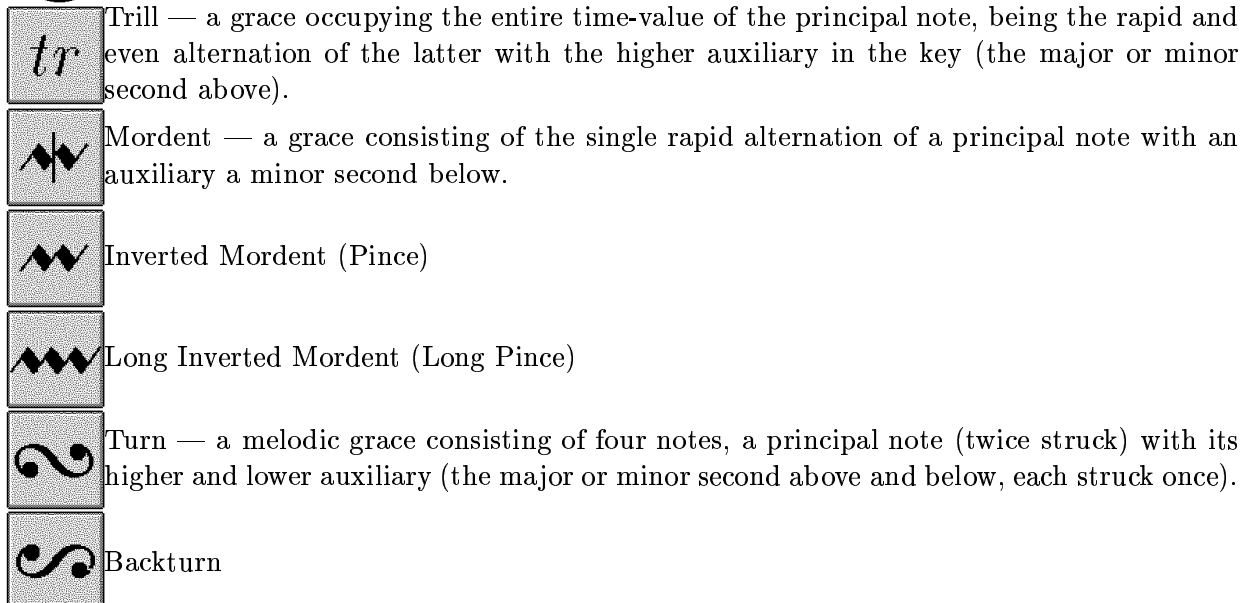 Trill — a grace occupying the entire time-value of the principal note, being the rapid and
tr
even alternation of the latter with the higher auxiliary in the key (the major or minor
second above).
Mordent — a grace consisting of the single rapid alternation of a principal note with an
auxiliary a minor second below.
Inverted Mordent (Pince)
Long Inverted Mordent (Long Pince)
Turn — a melodic grace consisting of four notes, a principal note (twice struck) with its
higher and lower auxiliary (the major or minor second above and below, each struck once).
Backturn